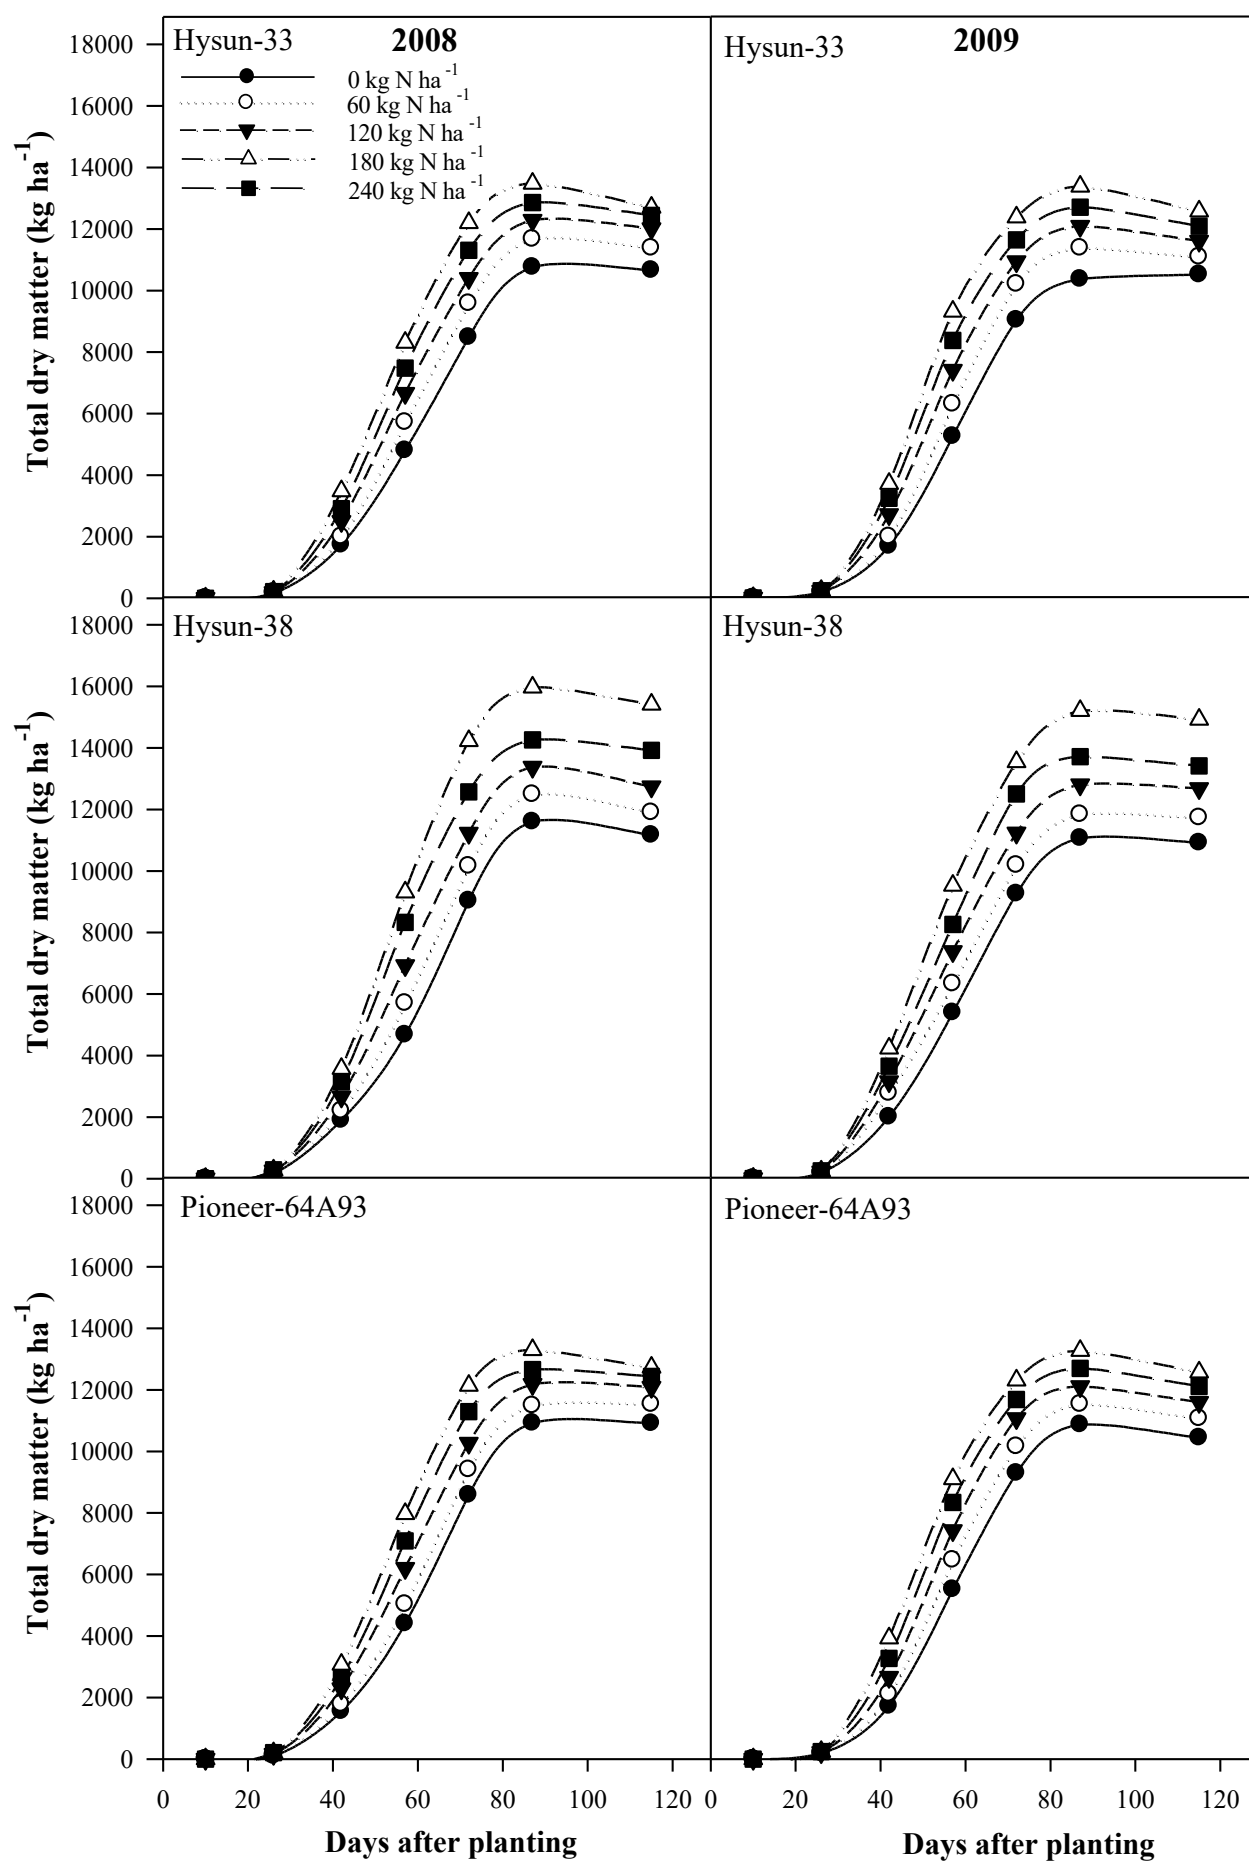 Hysun-33 2008
0 kg N ha-1
60 kg N ha-1
120 kg N ha-1
180 kg N ha-1
240 kg N ha-1
Hysun-33 2009
Total dry matter (kg ha-1)
18000
16000
14000
12000
10000
8000
6000
4000
2000
0
Hysun-38
Hysun-38
Total dry matter (kg ha-1)
18000
16000
14000
12000
10000
8000
6000
4000
2000
0
Pioneer-64A93
Pioneer-64A93
Total dry matter (kg ha-1)
18000
16000
14000
12000
10000
8000
6000
4000
2000
0
0 20 40 60 80 100 120
0 20 40 60 80 100 120
Days after planting
Days after planting